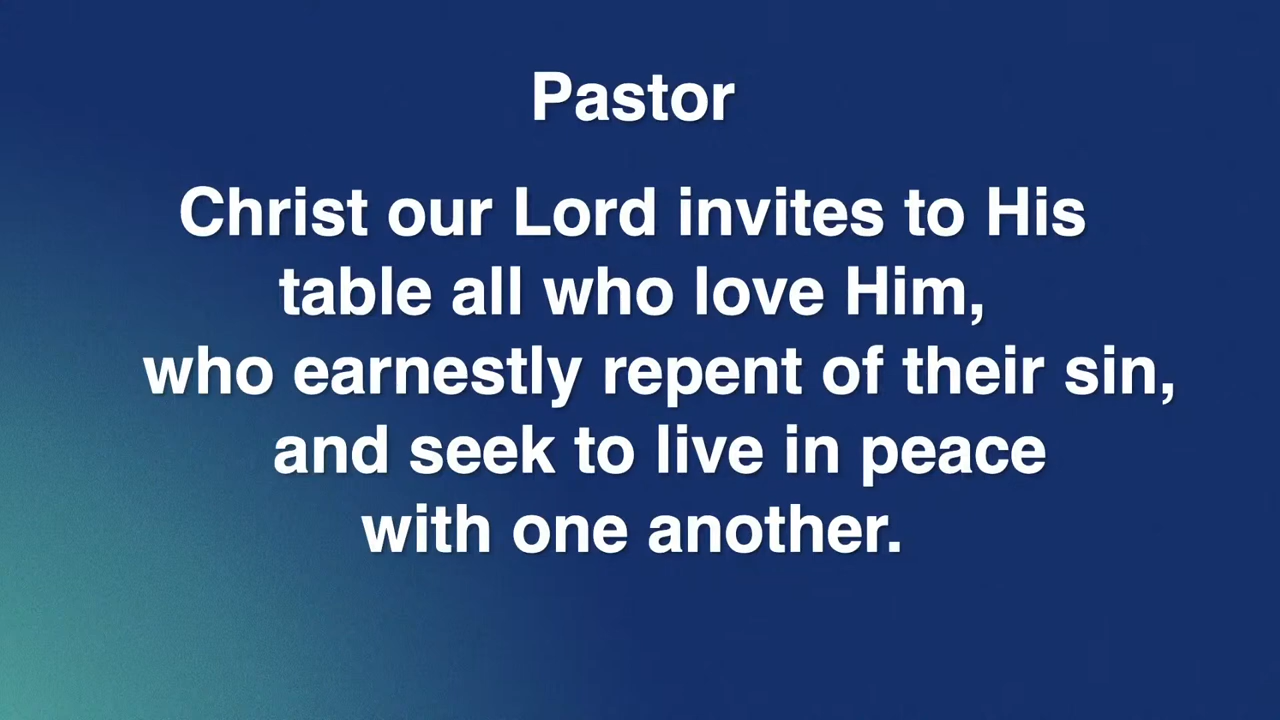 Pastor
Christ our Lord invites to His
table all who love Him,
who earnestly repent of their sin,
and seek to live in peace
with one another.